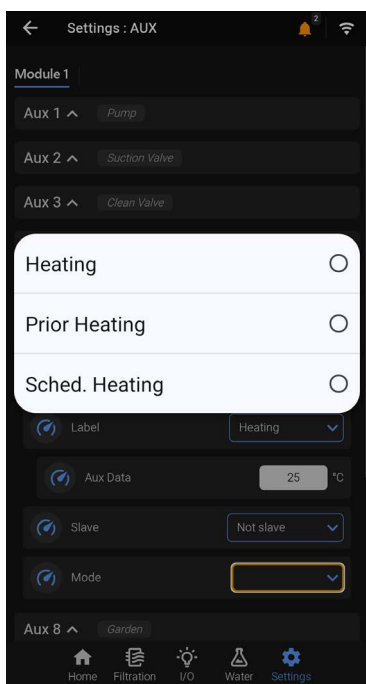 Settings : AUX
2
Module 1
Aux 1 Pump
Aux 2 Suction Valve
Aux 3 Clean Valve
Heating
Prior Heating
Sched. Heating
Label Heating
Aux Data 25 °C
Slave Not slave
Mode
Aux 8 Garden
Home Filtration I/O Water Settings